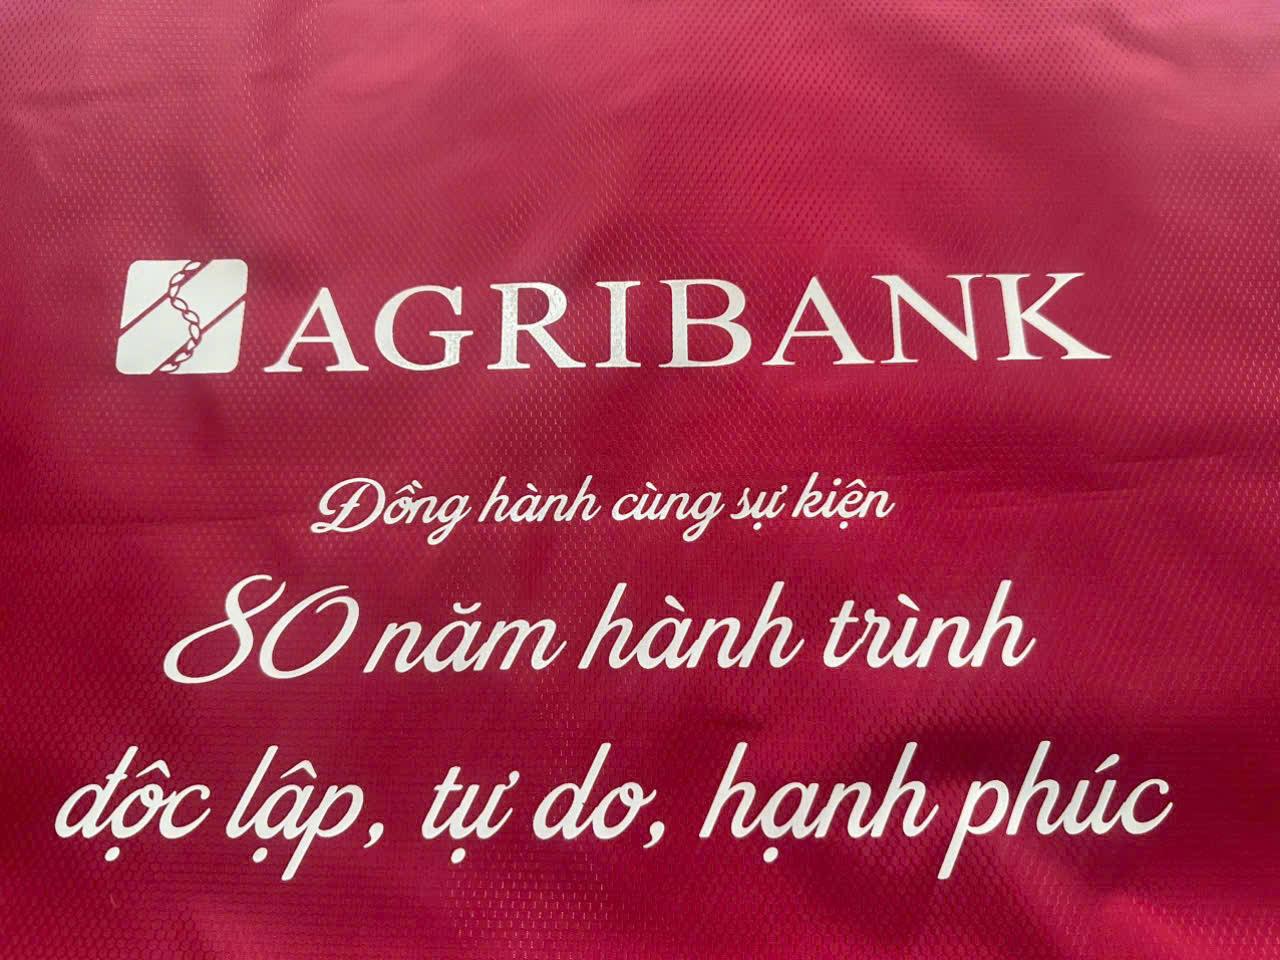 AGRIBANK
Đồng hành cùng sự kiện
80 năm hành trình
độc lập, tự do, hạnh phúc